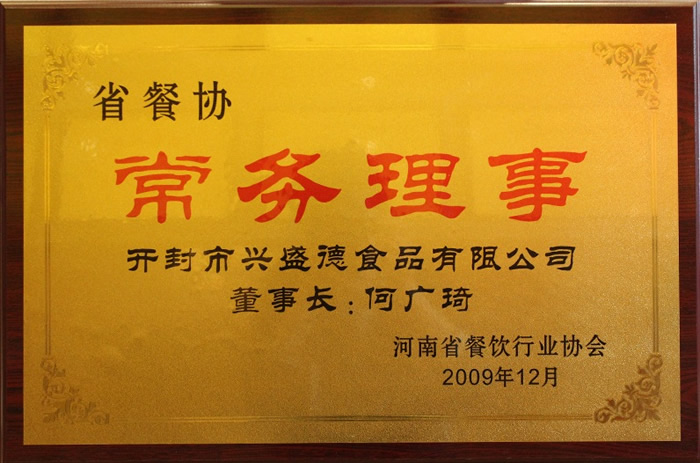 省餐协
常务理事
开封市兴盛德食品有限公司
董事长:何广琦
河南省餐饮行业协会
2009年12月